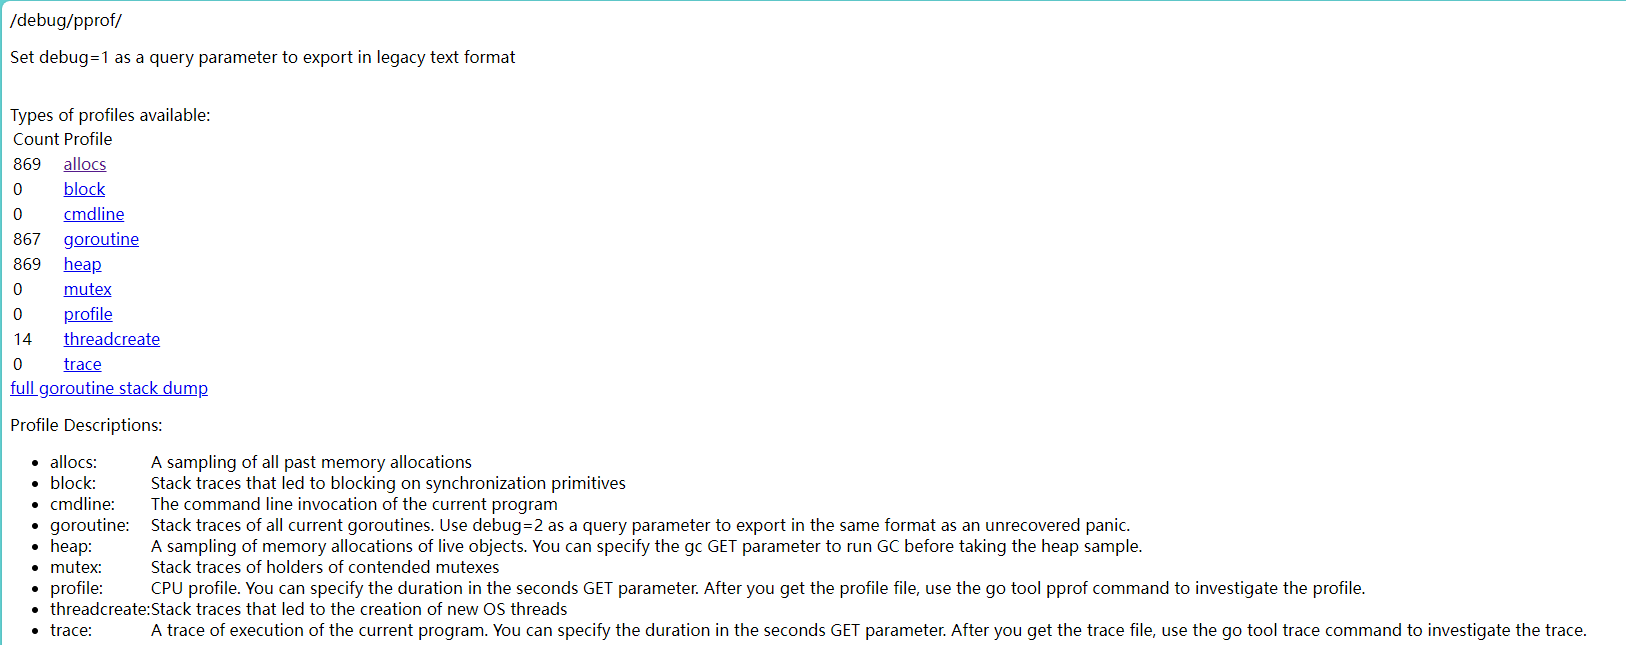 /debug/pprof/
Set debug=1 as a query parameter to export in legacy text format
Types of profiles available:
Count Profile
869 allocs
0 block
0 cmdline
867 goroutine
869 heap
0 mutex
0 profile
14 threadcreate
0 trace
full goroutine stack dump
Profile Descriptions:
• allocs: A sampling of all past memory allocations
• block: Stack traces that led to blocking on synchronization primitives
• cmdline: The command line invocation of the current program
• goroutine: Stack traces of all current goroutines. Use debug=2 as a query parameter to export in the same format as an unrecovered panic.
• heap: A sampling of memory allocations of live objects. You can specify the gc GET parameter to run GC before taking the heap sample.
• mutex: Stack traces of holders of contended mutexes
• profile: CPU profile. You can specify the duration in the seconds GET parameter. After you get the profile file, use the go tool pprof command to investigate the profile.
• threadcreate: Stack traces that led to the creation of new OS threads
• trace: A trace of execution of the current program. You can specify the duration in the seconds GET parameter. After you get the trace file, use the go tool trace command to investigate the trace.